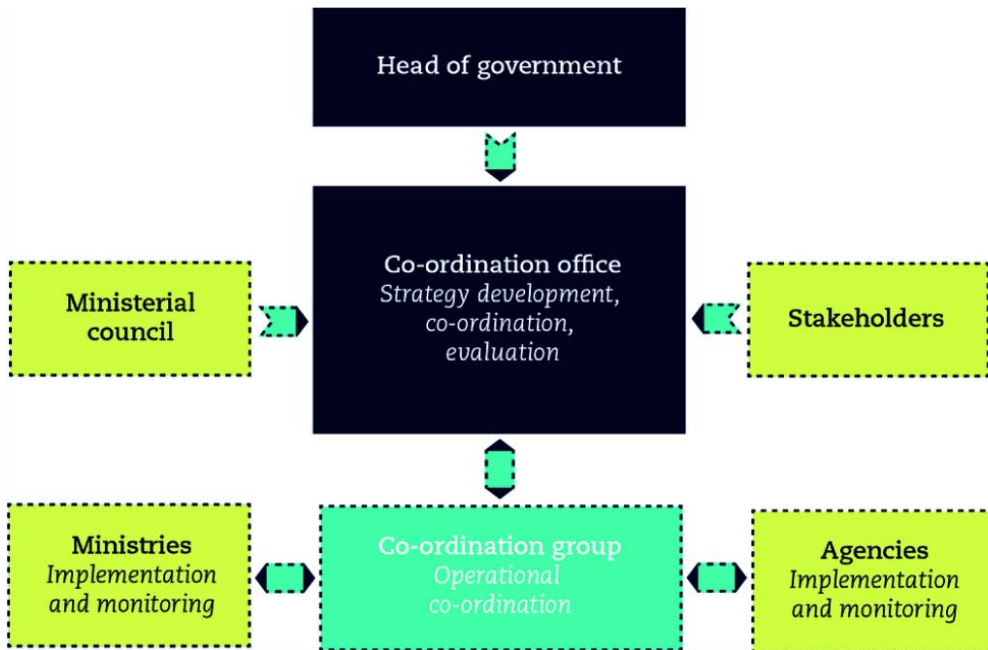 Head of government
Co-ordination office
Strategy development,
co-ordination,
evaluation
Ministerial
council
Stakeholders
Ministries
Implementation
and monitoring
Co-ordination group
Operational
co-ordination
Agencies
Implementation
and monitoring